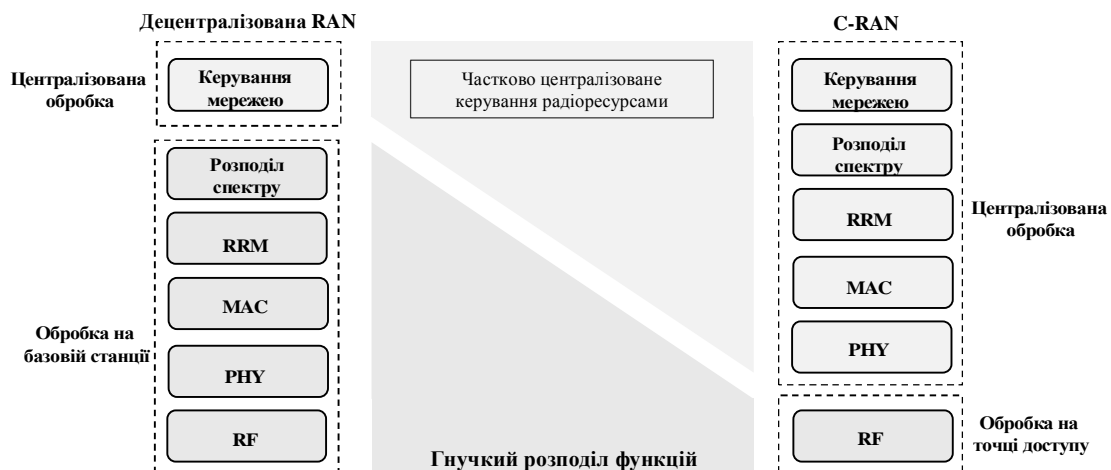 Децентралізована RAN
Централізована
обробка
Керування
мережею
Розподіл
спектру
RRM
MAC
PHY
RF
Обробка на
базовій станції
Частково централізоване
керування радіоресурсами
Гнучкий розподіл функцій
C-RAN
Керування
мережею
Розподіл
спектру
RRM
MAC
PHY
RF
Централізована
обробка
Обробка на
точці доступу